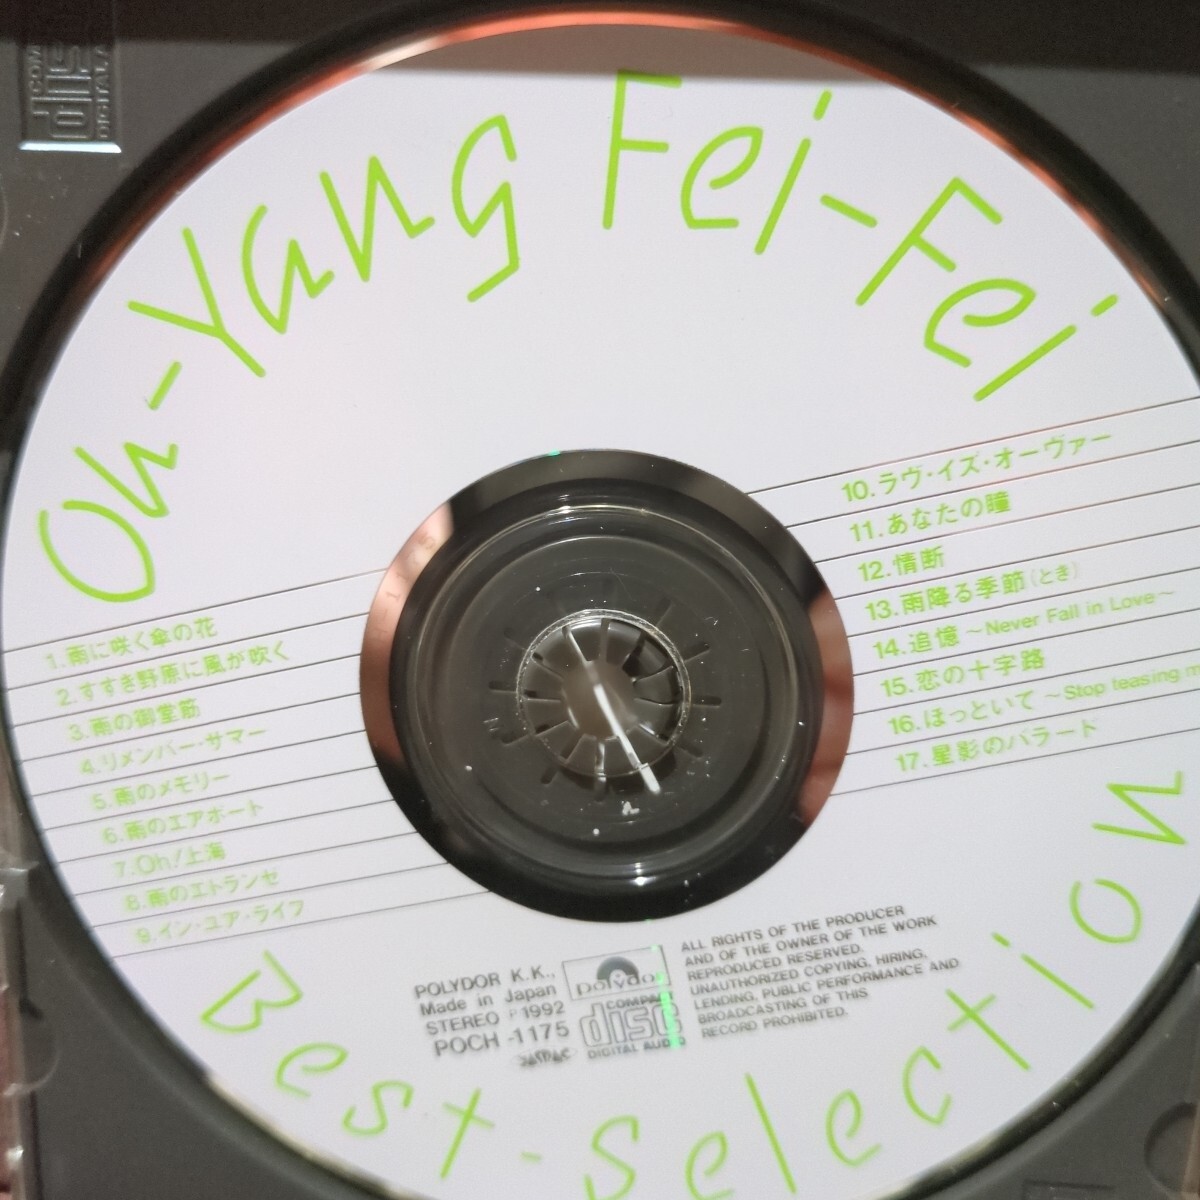 Oh-Yang Fei-Fei
1.雨に咲く傘の花
2.すすき野原に風が吹く
3.雨の御堂筋
4.リメンバー・サマー
5.雨のメモリー
6.雨のエアポート
7.Oh!上海
8.雨のエトランゼ
9.イン・ユア・ライフ
10.ラヴ・イズ・オーヴァー
11.あなたの瞳
12.情断
13.雨降る季節(とき)
14.追憶 ～Never Fall in Love～
15.恋の十字路
16.ほっといて ～Stop teasing m
17.星影のバラード
POLYDOR K.K.,
Made in Japan
STEREO Ⓟ1992
POCH-1175
JASRAC
polydor
COMPACT
disc
DIGITAL AUDIO
ALL RIGHTS OF THE PRODUCER
AND OF THE OWNER OF THE WORK
REPRODUCED RESERVED.
UNAUTHORIZED COPYING, HIRING,
LENDING, PUBLIC PERFORMANCE AND
BROADCASTING OF THIS
RECORD PROHIBITED.
Best-Selection